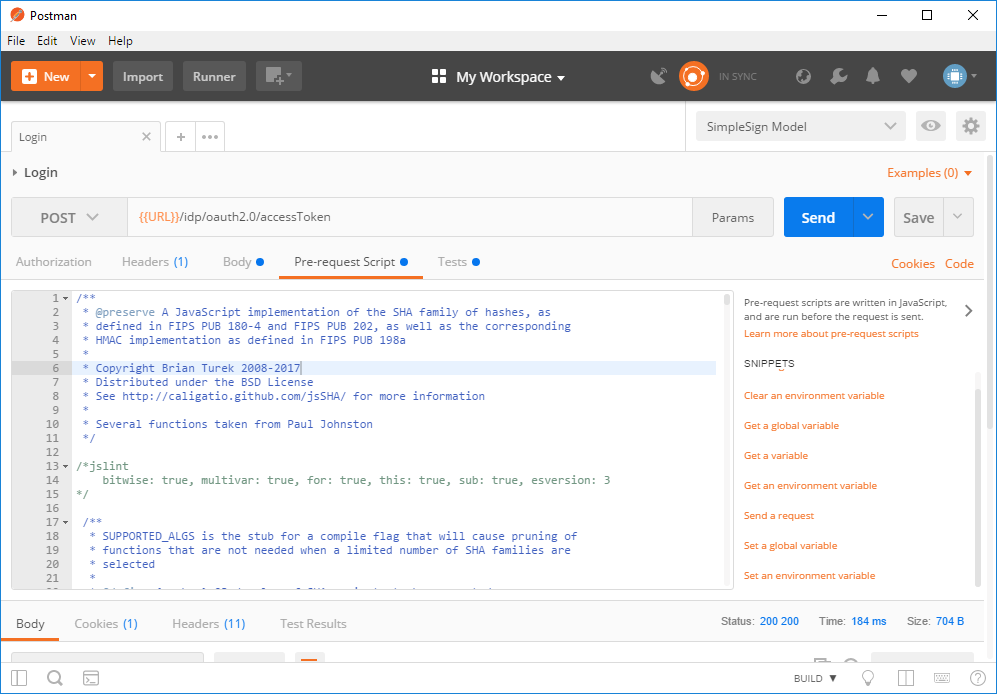 Postman
File Edit View Help
New Import Runner My Workspace IN SYNC
Login SimpleSign Model
Login Examples (0)
POST {{URL}}/idp/oauth2.0/accessToken Params Send Save
Authorization Headers (1) Body Pre-request Script Tests Cookies Code
1 /**
2 * @preserve A JavaScript implementation of the SHA family of hashes, as
3 * defined in FIPS PUB 180-4 and FIPS PUB 202, as well as the corresponding
4 * HMAC implementation as defined in FIPS PUB 198a
5 *
6 * Copyright Brian Turek 2008-2017
7 * Distributed under the BSD License
8 * See http://caligatio.github.com/jsSHA/ for more information
9 *
10 * Several functions taken from Paul Johnston
11 */
12
13 /*jslint
14 bitwise: true, multivar: true, for: true, this: true, sub: true, esversion: 3
15 */
16
17 /**
18 * SUPPORTED_ALGS is the stub for a compile flag that will cause pruning of
19 * functions that are not needed when a limited number of SHA families are
20 * selected
21 *
Pre-request scripts are written in JavaScript,
and are run before the request is sent.
Learn more about pre-request scripts
SNIPPETS
Clear an environment variable
Get a global variable
Get a variable
Get an environment variable
Send a request
Set a global variable
Set an environment variable
Body Cookies (1) Headers (11) Test Results Status: 200 200 Time: 184 ms Size: 704 B
BUILD